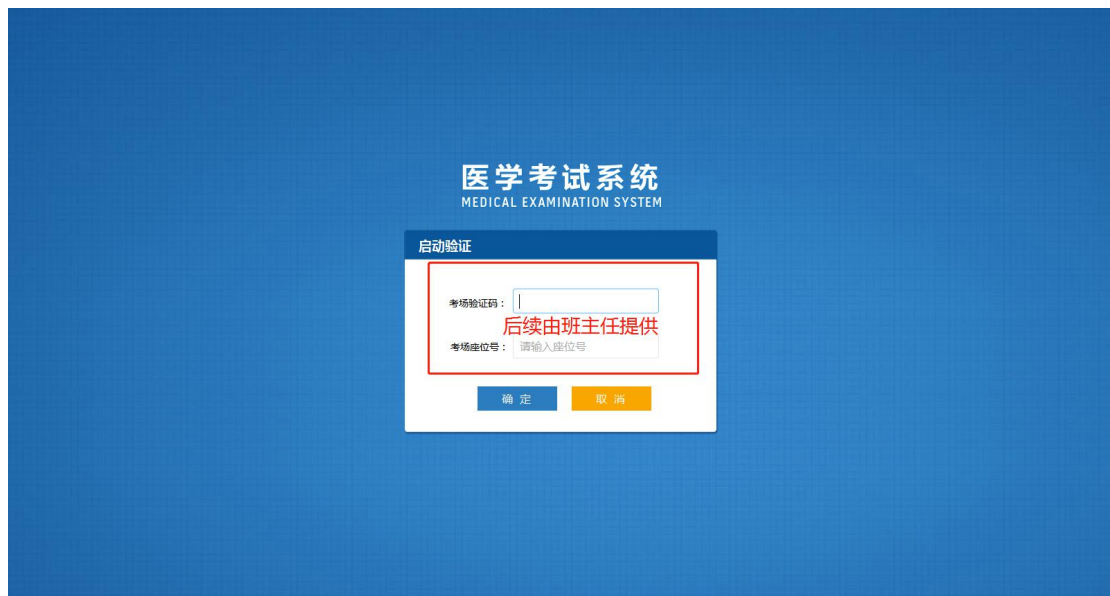 医学考试系统
MEDICAL EXAMINATION SYSTEM
启动验证
考场验证码：
后续由班主任提供
考场座位号： 请输入座位号
确 定 取 消